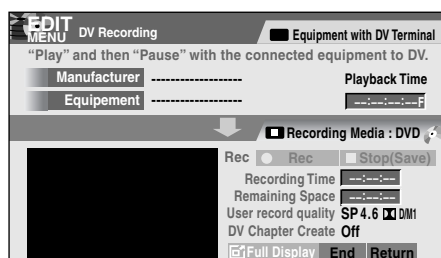 EDIT
MENU DV Recording Equipment with DV Terminal
“Play” and then “Pause” with the connected equipment to DV.
Manufacturer -------------------
Equipement ------------------- Playback Time
--:--:--:--F
Recording Media : DVD
Rec Rec Stop(Save)
Recording Time --:--:--
Remaining Space --:--:--
User record quality SP 4.6 D/M1
DV Chapter Create Off
Full Display End Return